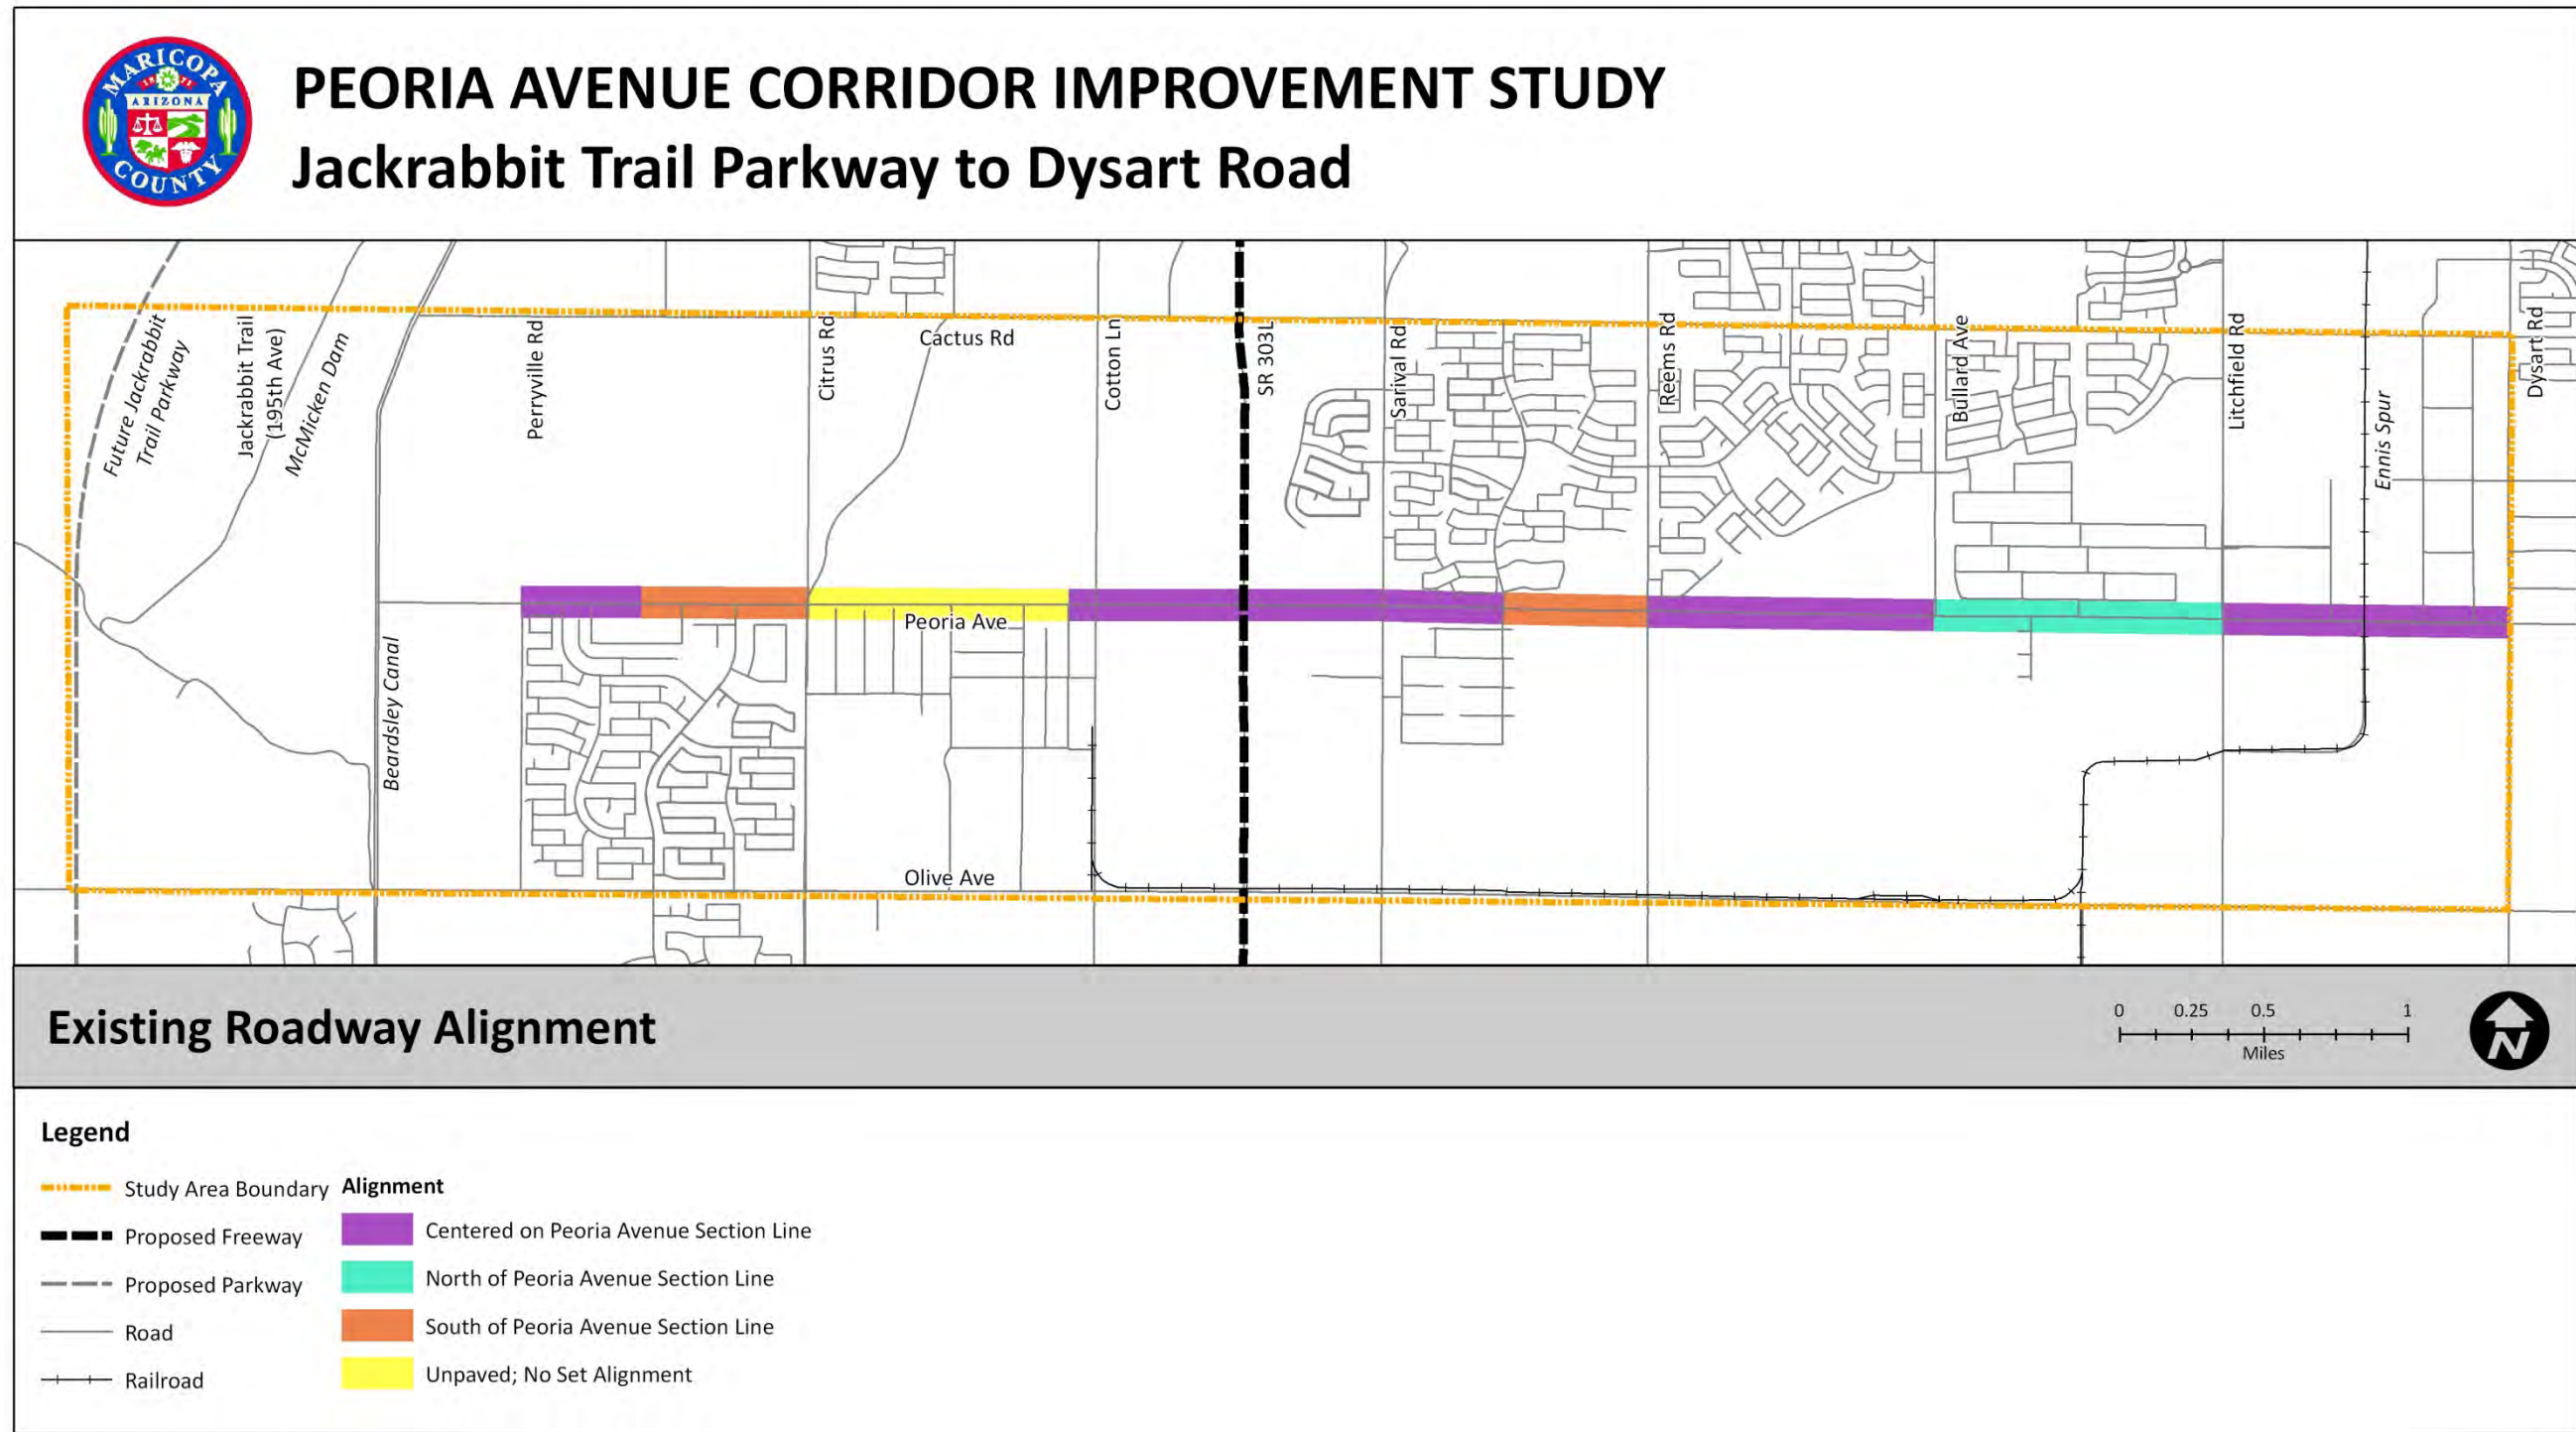 MARICOPA
1871
ARIZONA
COUNTY
PEORIA AVENUE CORRIDOR IMPROVEMENT STUDY
Jackrabbit Trail Parkway to Dysart Road
Future Jackrabbit
Trail Parkway
Jackrabbit Trail
(195th Ave)
McMicken Dam
Perryville Rd
Citrus Rd
Cactus Rd
Cotton Ln
SR 303L
Sarival Rd
Reems Rd
Bullard Ave
Litchfield Rd
Ennis Spur
Dysart Rd
Peoria Ave
Beardsley Canal
Olive Ave
Existing Roadway Alignment
0 0.25 0.5 1
Miles
N
Legend
Study Area Boundary
Proposed Freeway
Proposed Parkway
Road
Railroad
Alignment
Centered on Peoria Avenue Section Line
North of Peoria Avenue Section Line
South of Peoria Avenue Section Line
Unpaved; No Set Alignment